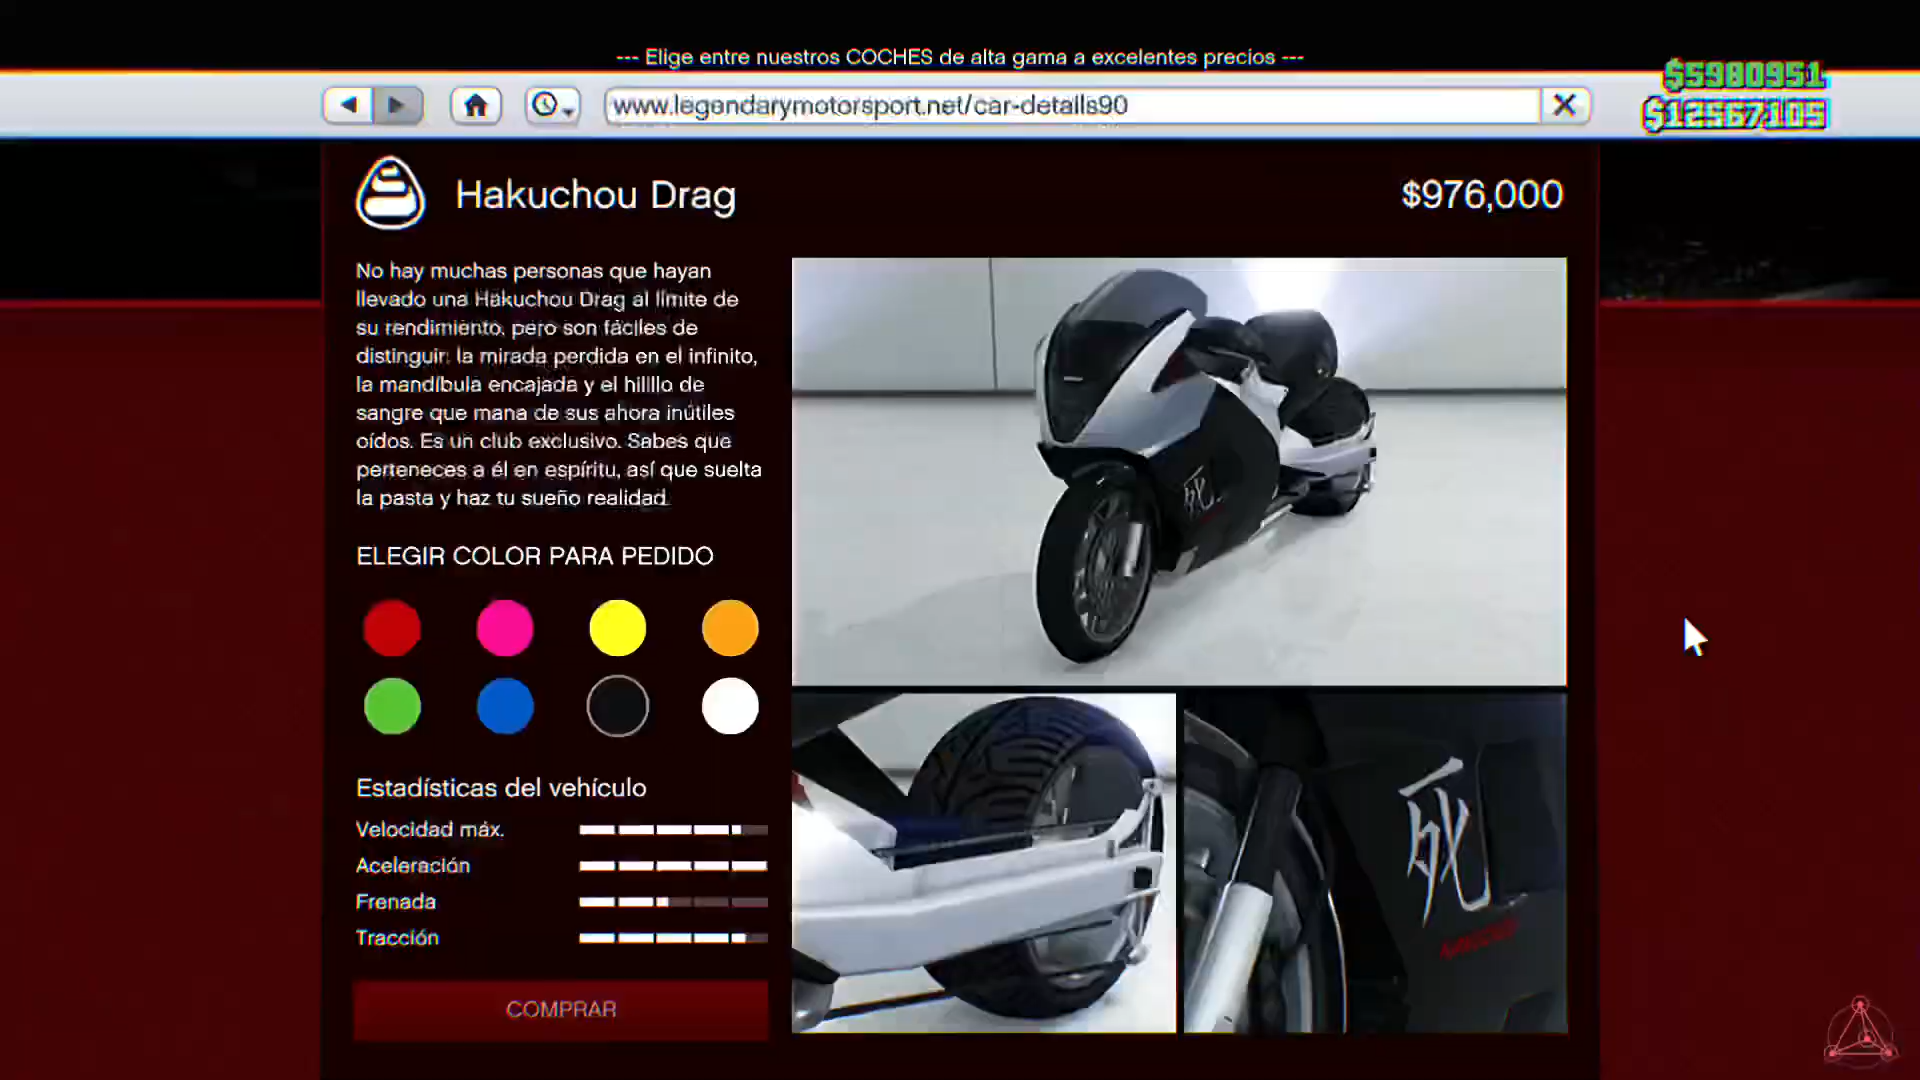 --- Elige entre nuestros COCHES de alta gama a excelentes precios ---
$5980951
www.legendarymotorsport.net/car-details90
$12567105
Hakuchou Drag
$976,000
No hay muchas personas que hayan
llevado una Hakuchou Drag al límite de
su rendimiento, pero son fáciles de
distinguir: la mirada perdida en el infinito,
la mandíbula encajada y el hilillo de
sangre que mana de sus ahora inútiles
oídos. Es un club exclusivo. Sabes que
perteneces a él en espíritu, así que suelta
la pasta y haz tu sueño realidad.
ELEGIR COLOR PARA PEDIDO
Estadísticas del vehículo
Velocidad máx.
Aceleración
Frenada
Tracción
COMPRAR
死